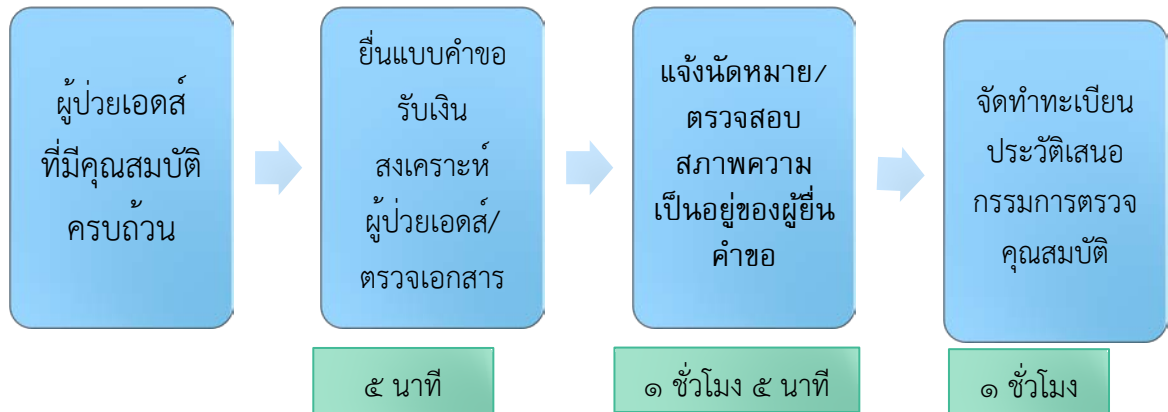 ผู้ป่วยเอดส์
ที่มีคุณสมบัติ
ครบถ้วน
ยื่นแบบคำขอ
รับเงิน
สงเคราะห์
ผู้ป่วยเอดส์/
ตรวจเอกสาร
แจ้งนัดหมาย/
ตรวจสอบ
สภาพความ
เป็นอยู่ของผู้ยื่น
คำขอ
จัดทำทะเบียน
ประวัติเสนอ
กรรมการตรวจ
คุณสมบัติ
๕ นาที
๑ ชั่วโมง ๕ นาที
๑ ชั่วโมง